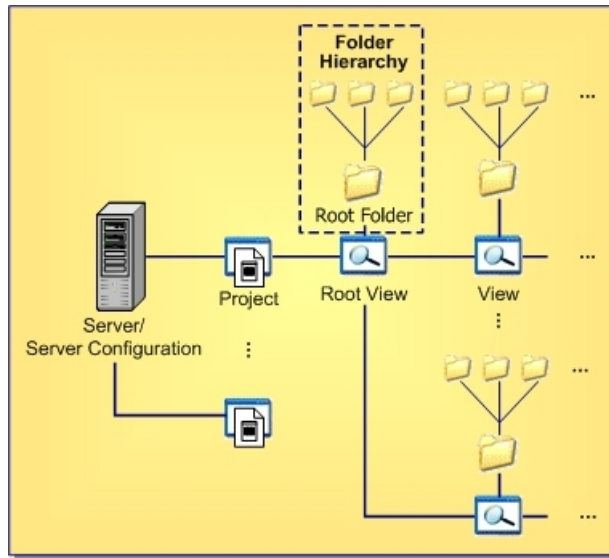 Folder
Hierarchy
...
Root Folder
Project
Root View
View
...
Server/
Server Configuration
...
...
...
...